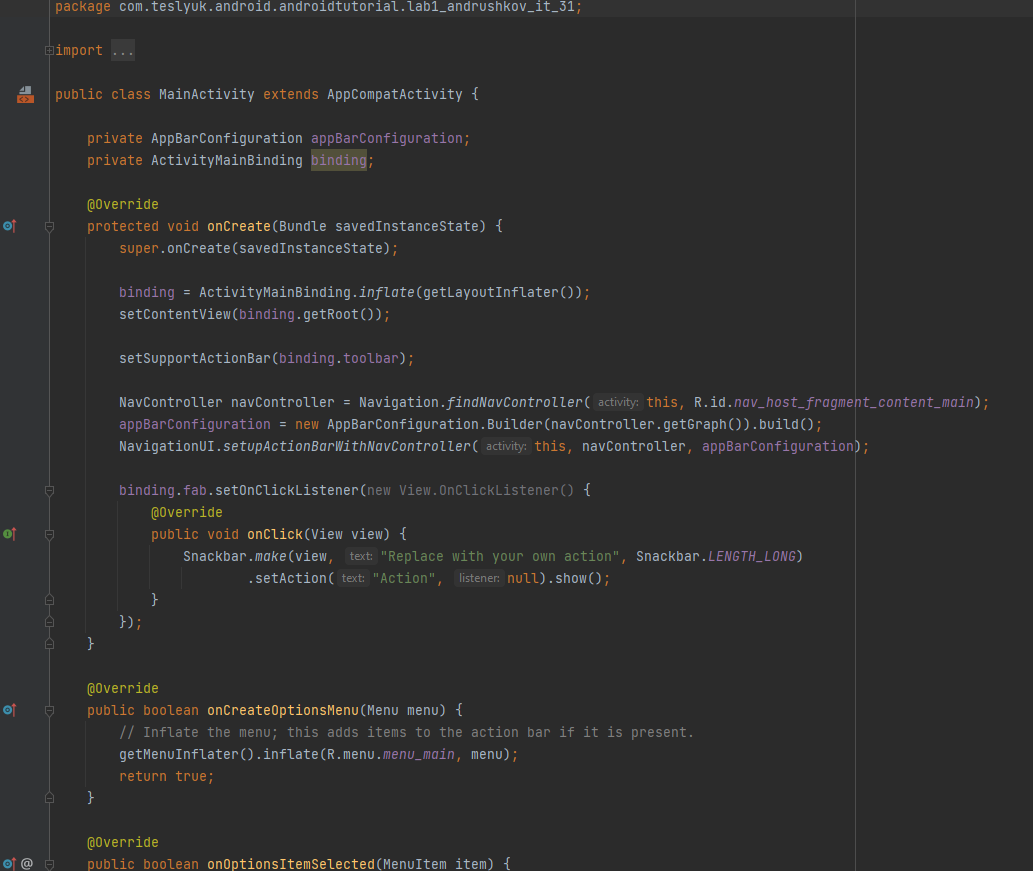 package com.teslyuk.android.androidtutorial.lab1_andrushkov_it_31;
import ...
public class MainActivity extends AppCompatActivity {
private AppBarConfiguration appBarConfiguration;
private ActivityMainBinding binding;
@Override
protected void onCreate(Bundle savedInstanceState) {
super.onCreate(savedInstanceState);
binding = ActivityMainBinding.inflate(getLayoutInflater());
setContentView(binding.getRoot());
setSupportActionBar(binding.toolbar);
NavController navController = Navigation.findNavController( activity: this, R.id.nav_host_fragment_content_main);
appBarConfiguration = new AppBarConfiguration.Builder(navController.getGraph()).build();
NavigationUI.setupActionBarWithNavController( activity: this, navController, appBarConfiguration);
binding.fab.setOnClickListener(new View.OnClickListener() {
@Override
public void onClick(View view) {
Snackbar.make(view, text: "Replace with your own action", Snackbar.LENGTH_LONG)
.setAction( text: "Action", listener: null).show();
}
});
}
@Override
public boolean onCreateOptionsMenu(Menu menu) {
// Inflate the menu; this adds items to the action bar if it is present.
getMenuInflater().inflate(R.menu.menu_main, menu);
return true;
}
@Override
@ public boolean onOptionsItemSelected(MenuItem item) {